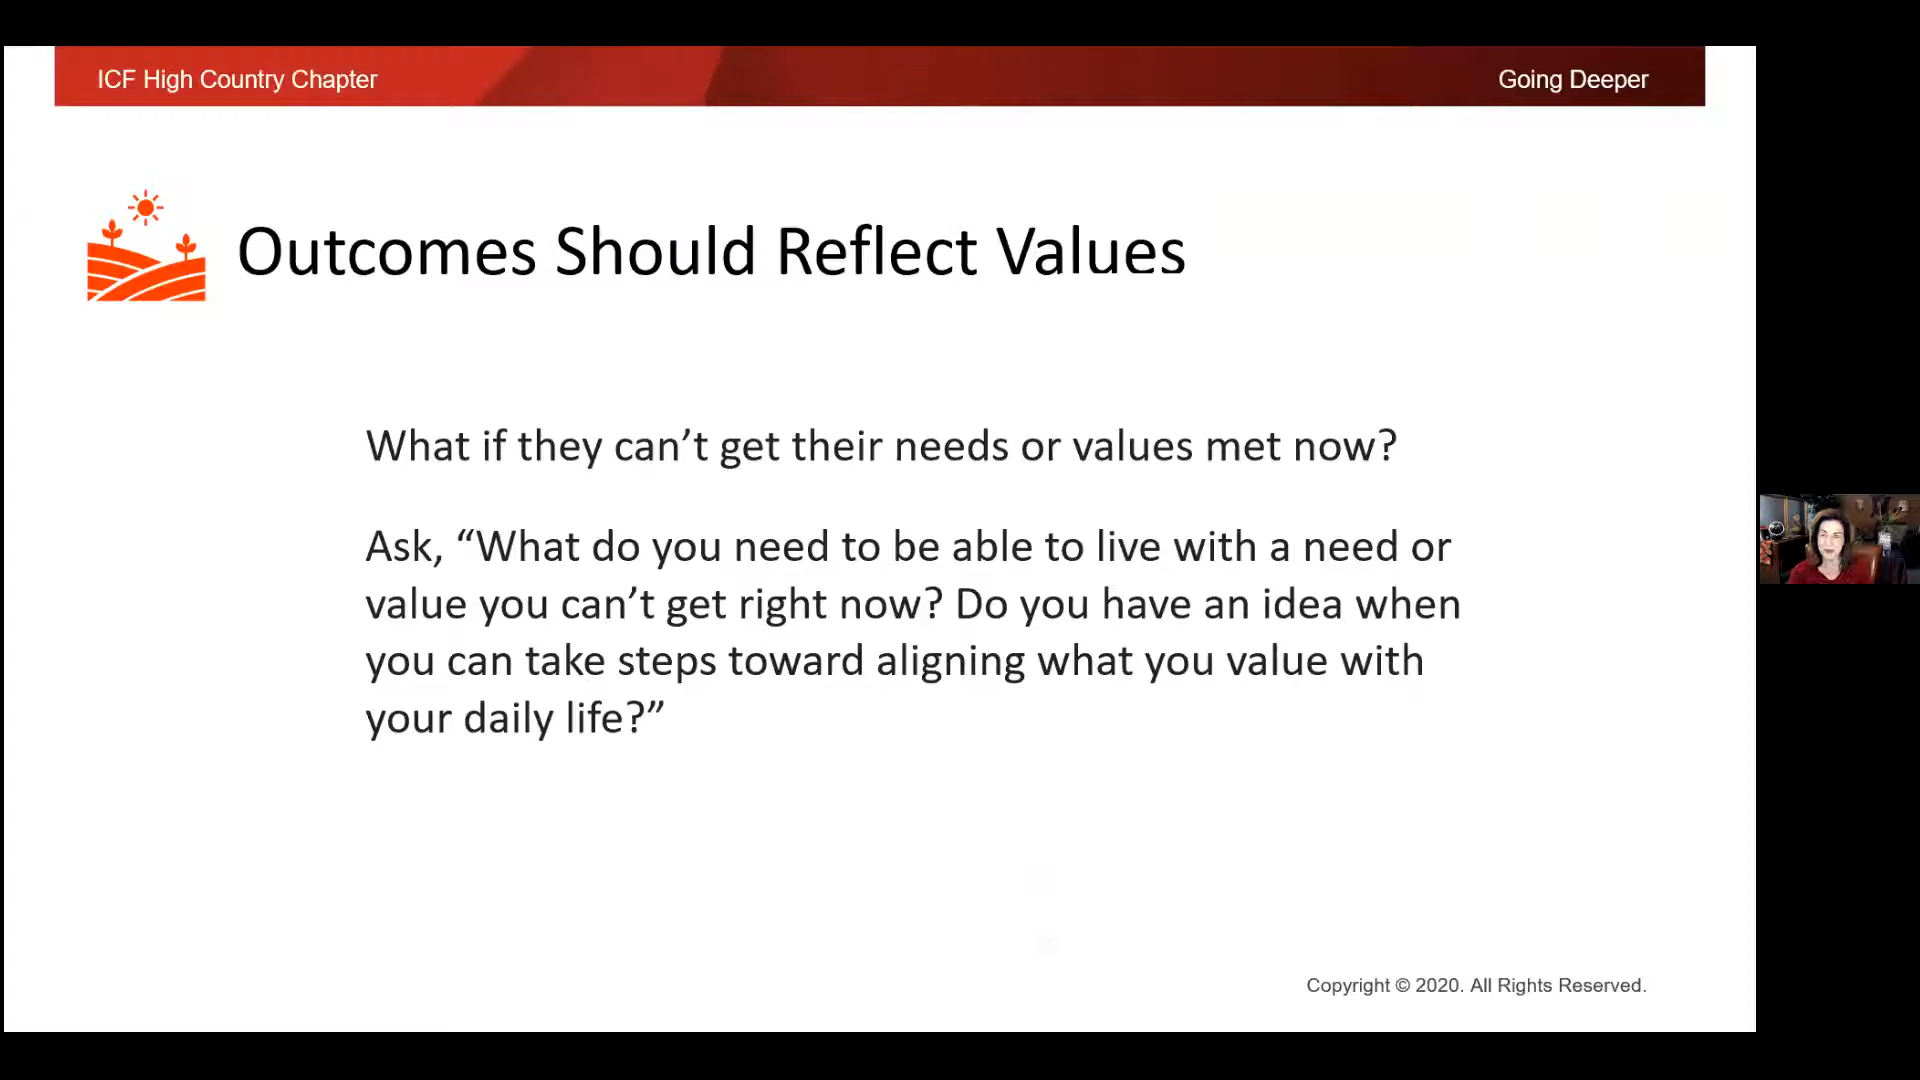 ICF High Country Chapter
Going Deeper
Outcomes Should Reflect Values
What if they can’t get their needs or values met now?
Ask, “What do you need to be able to live with a need or
value you can’t get right now? Do you have an idea when
you can take steps toward aligning what you value with
your daily life?”
Copyright © 2020. All Rights Reserved.